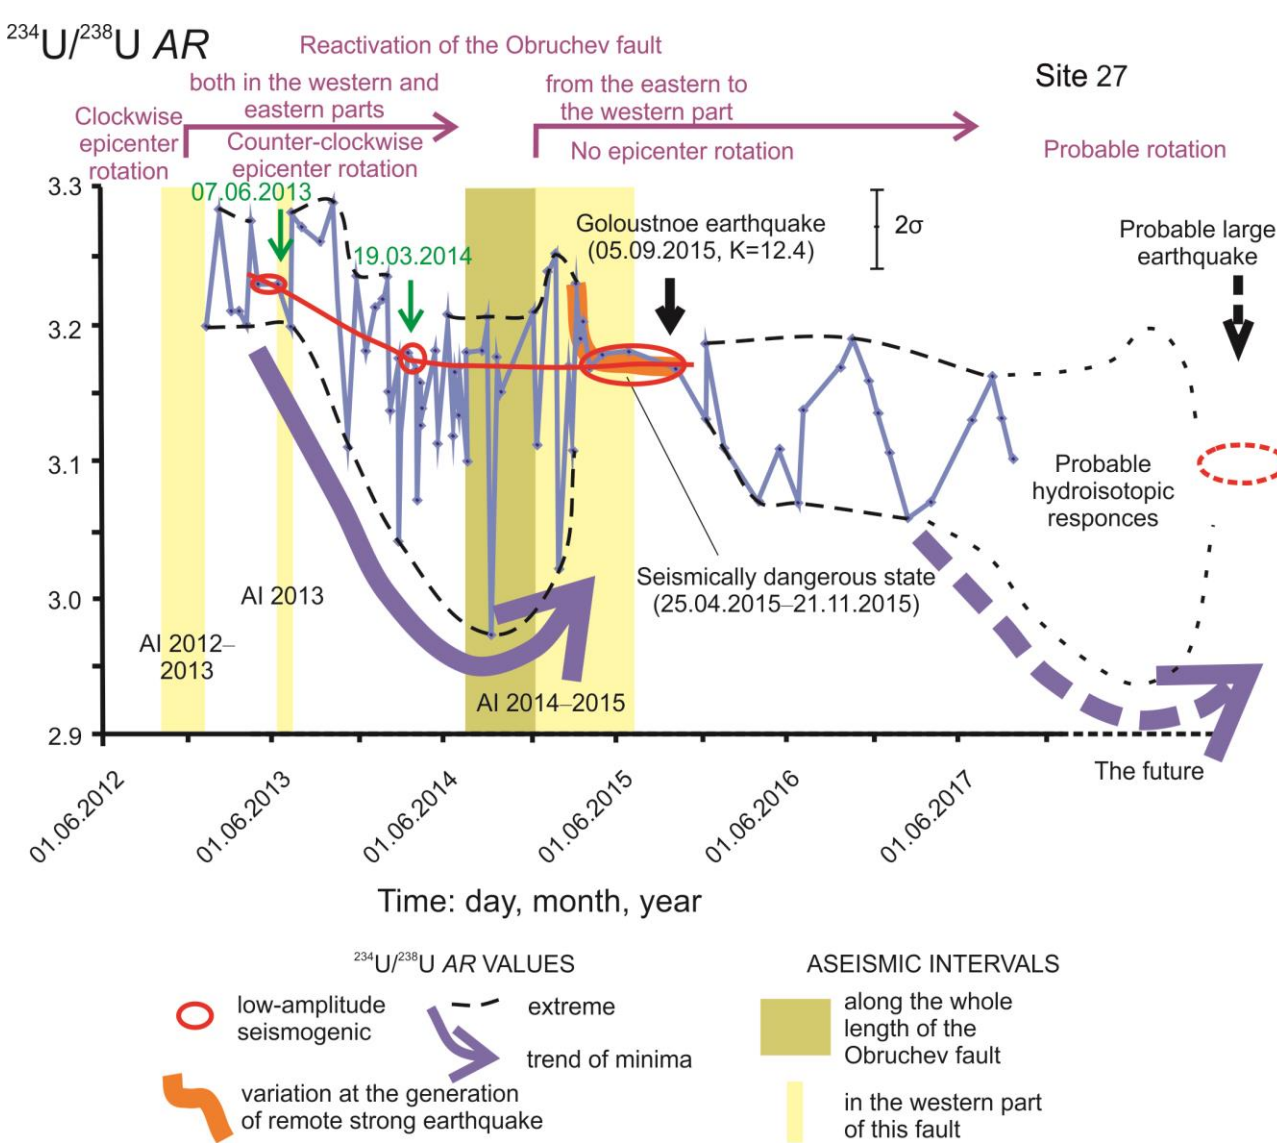 ²³⁴U/²³⁸U AR
Reactivation of the Obruchev fault
both in the western and
eastern parts
from the eastern to
the western part
Site 27
Clockwise
epicenter
rotation
Counter-clockwise
epicenter rotation
No epicenter rotation
Probable rotation
3.3
3.2
3.1
3.0
2.9
07.06.2013
19.03.2014
Goloustnoe earthquake
(05.09.2015, K=12.4)
2σ
Probable large
earthquake
Probable
hydroisotopic
responces
Seismically dangerous state
(25.04.2015–21.11.2015)
AI 2013
AI 2012–
2013
AI 2014–2015
The future
01.06.2012
01.06.2013
01.06.2014
01.06.2015
01.06.2016
01.06.2017
Time: day, month, year
²³⁴U/²³⁸U AR VALUES
low-amplitude
seismogenic
extreme
trend of minima
variation at the generation
of remote strong earthquake
ASEISMIC INTERVALS
along the whole
length of the
Obruchev fault
in the western part
of this fault